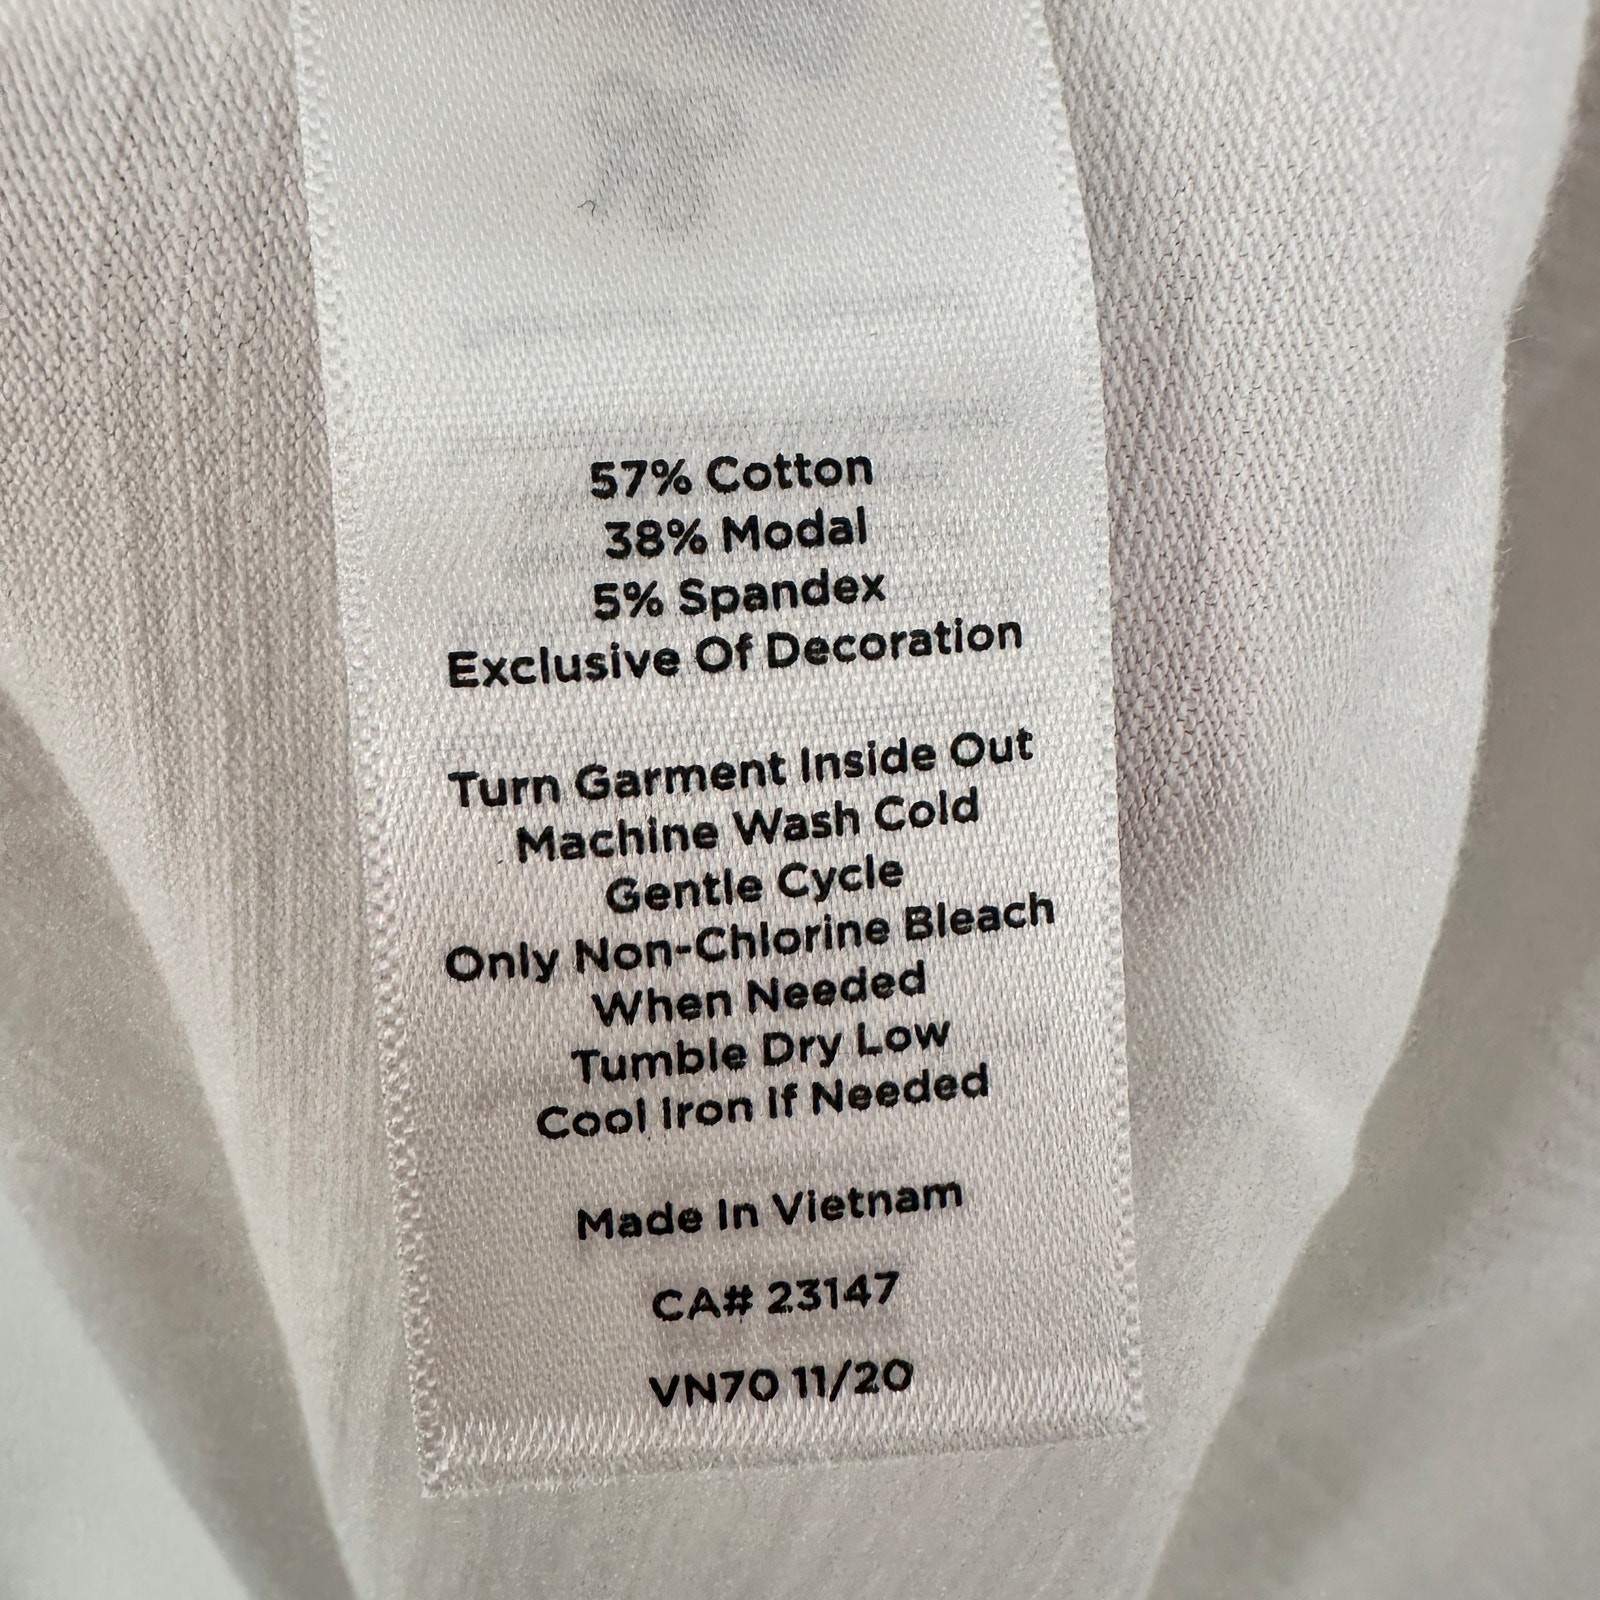 57% Cotton
38% Modal
5% Spandex
Exclusive Of Decoration
Turn Garment Inside Out
Machine Wash Cold
Gentle Cycle
Only Non-Chlorine Bleach
When Needed
Tumble Dry Low
Cool Iron If Needed
Made In Vietnam
CA# 23147
VN70 11/20